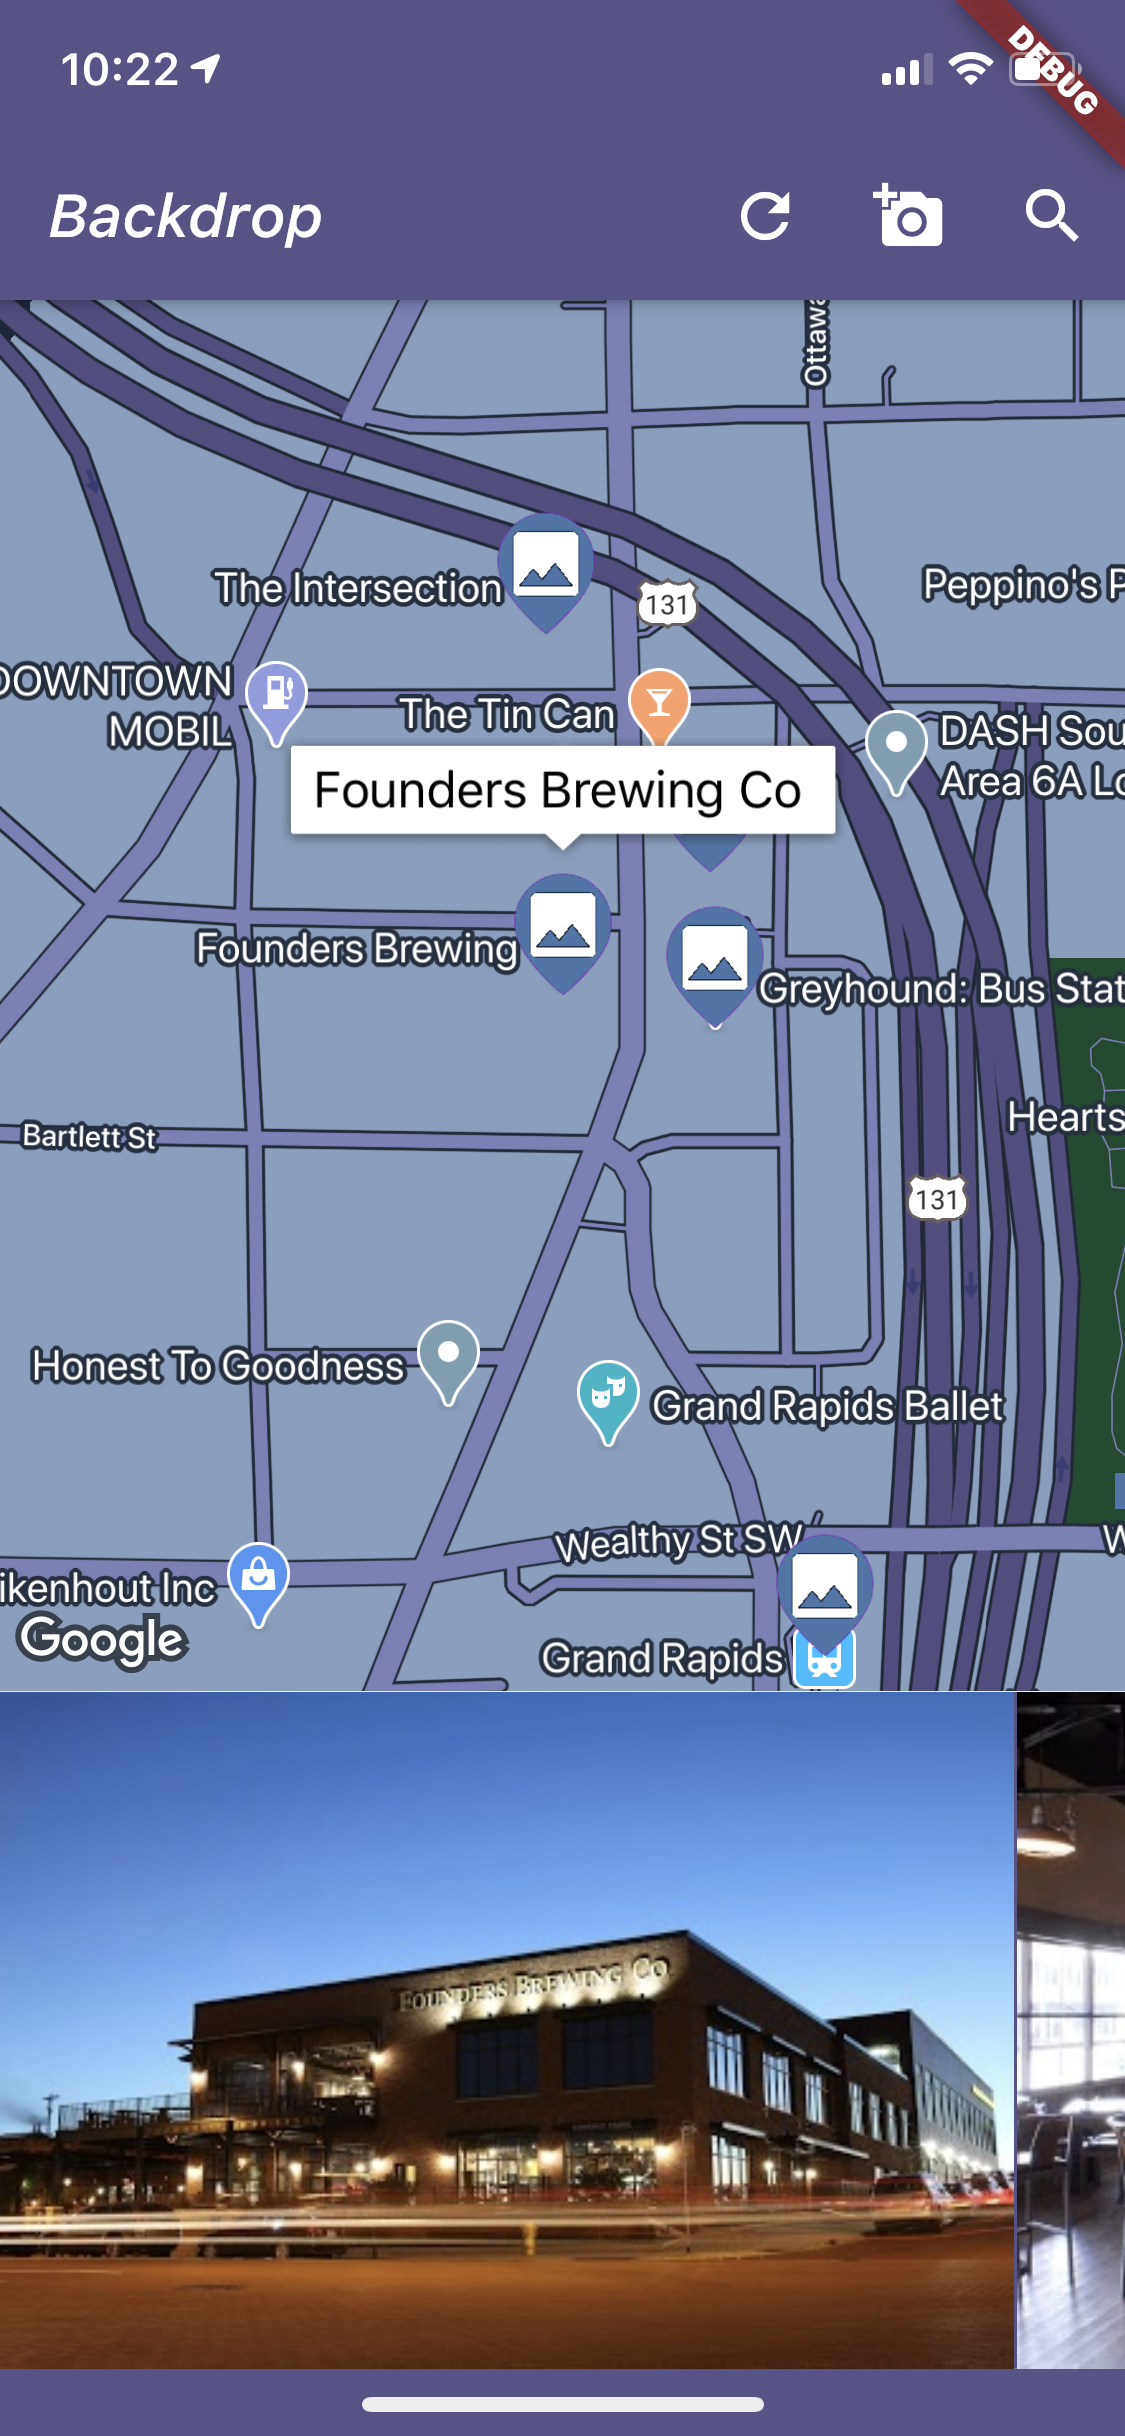 10:22
DEBUG
Backdrop
Ottawa
The Intersection
131
Peppino's P
DOWNTOWN
MOBIL
The Tin Can
DASH Sou
Area 6A Lo
Founders Brewing Co
Founders Brewing
Greyhound: Bus Stat
Bartlett St
Hearts
131
Honest To Goodness
Grand Rapids Ballet
Wealthy St SW
W
ikenhout Inc
Google
Grand Rapids
Founders Brewing Co